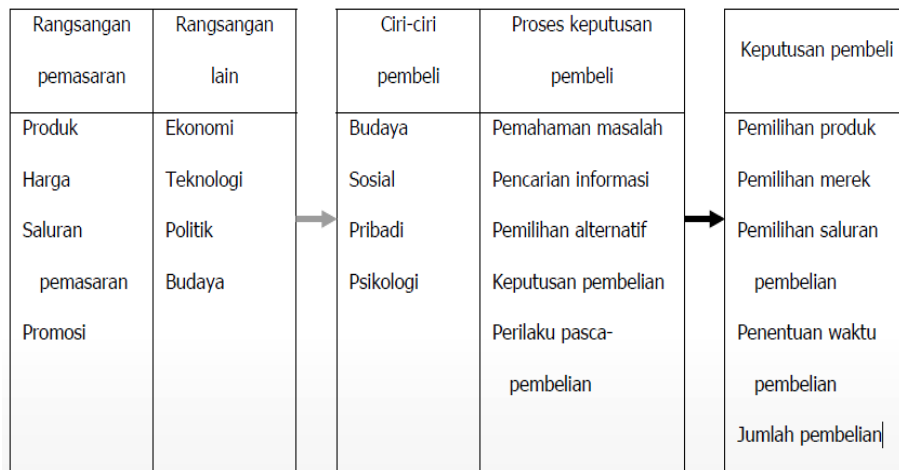 Rangsangan
pemasaran
Rangsangan
lain
Ciri-ciri
pembeli
Proses keputusan
pembeli
Keputusan pembeli
Produk
Harga
Saluran
pemasaran
Promosi
Ekonomi
Teknologi
Politik
Budaya
Budaya
Sosial
Pribadi
Psikologi
Pemahaman masalah
Pencarian informasi
Pemilihan alternatif
Keputusan pembelian
Perilaku pasca-
pembelian
Pemilihan produk
Pemilihan merek
Pemilihan saluran
pembelian
Penentuan waktu
pembelian
Jumlah pembelian